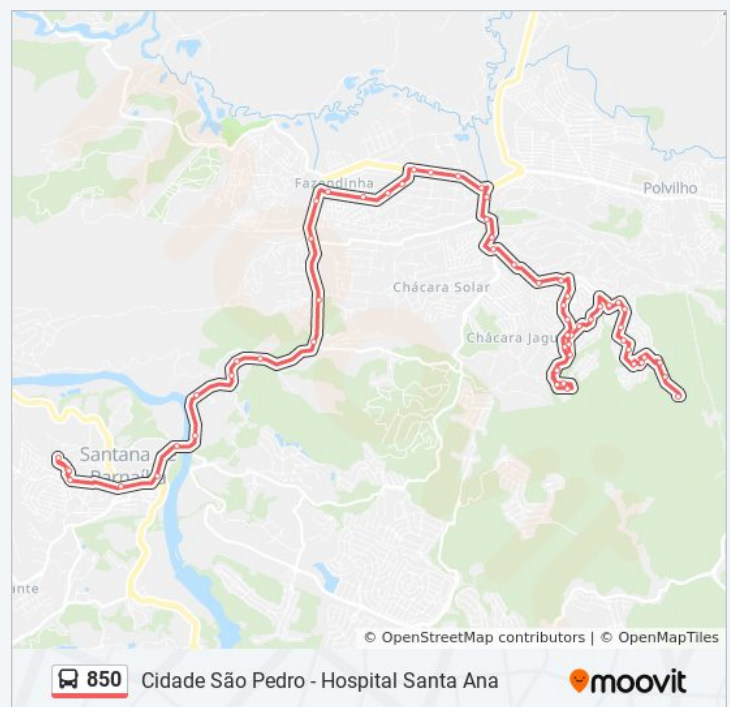 Fazendinha
Polvilho
Chácara Solar
Chácara Jagu
Santana
Parnaíba
ante
© OpenStreetMap contributors | © OpenMapTiles
850 Cidade São Pedro - Hospital Santa Ana moovit